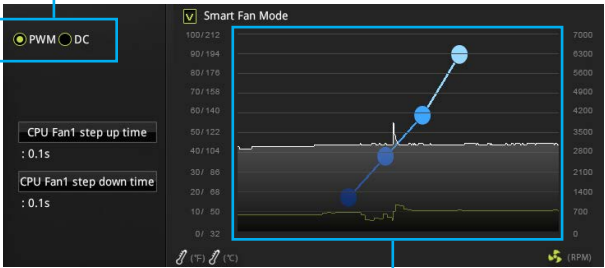 V Smart Fan Mode
PWM DC
100/212 7000
90/194 6300
80/176 5600
70/158 4900
60/140 4200
50/122 3500
40/104 2800
30/ 86 2100
20/ 68 1400
10/ 50 700
0/ 32 0
CPU Fan1 step up time
: 0.1s
CPU Fan1 step down time
: 0.1s
(°F) (°C) (RPM)